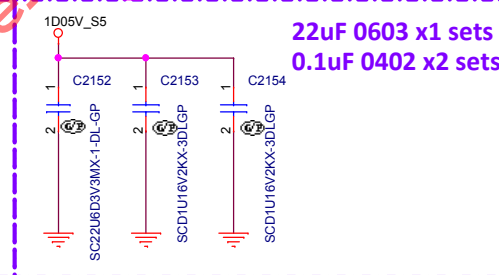 1D05V_S5
22uF 0603 x1 sets
0.1uF 0402 x2 sets
C2152
C2153
C2154
1
1
1
2
2
2
G/P
G/P
G/P
SC22U6D3V3MX-1-DL-GP
SCD1U16V2KX-3DLGP
SCD1U16V2KX-3DLGP